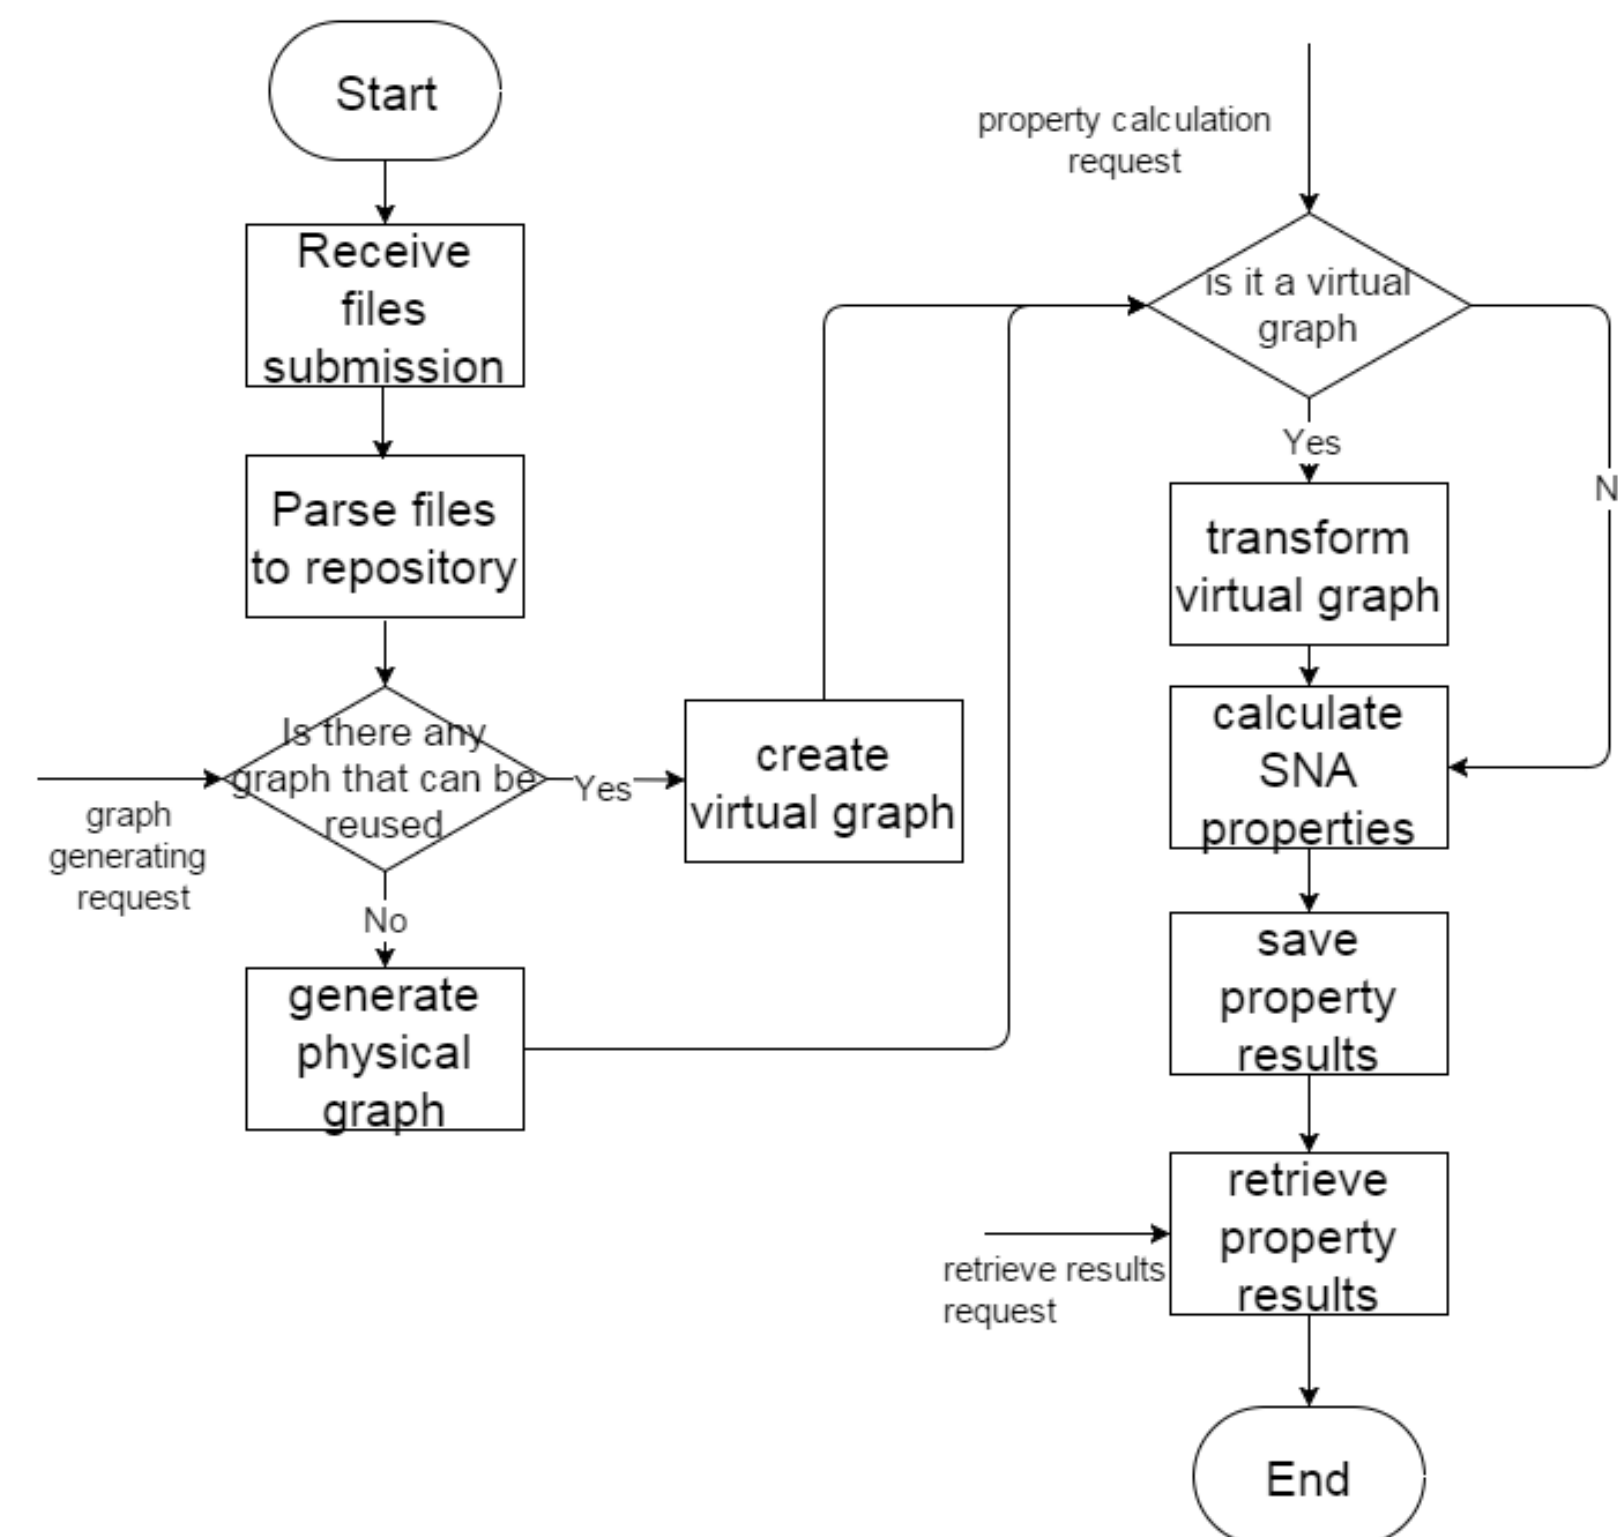 Start
Receive
files
submission
Parse files
to repository
Is there any
graph that can be
reused
graph
generating
request
Yes
create
virtual graph
No
generate
physical
graph
property calculation
request
is it a virtual
graph
Yes
N
transform
virtual graph
calculate
SNA
properties
save
property
results
retrieve
property
results
retrieve results
request
End